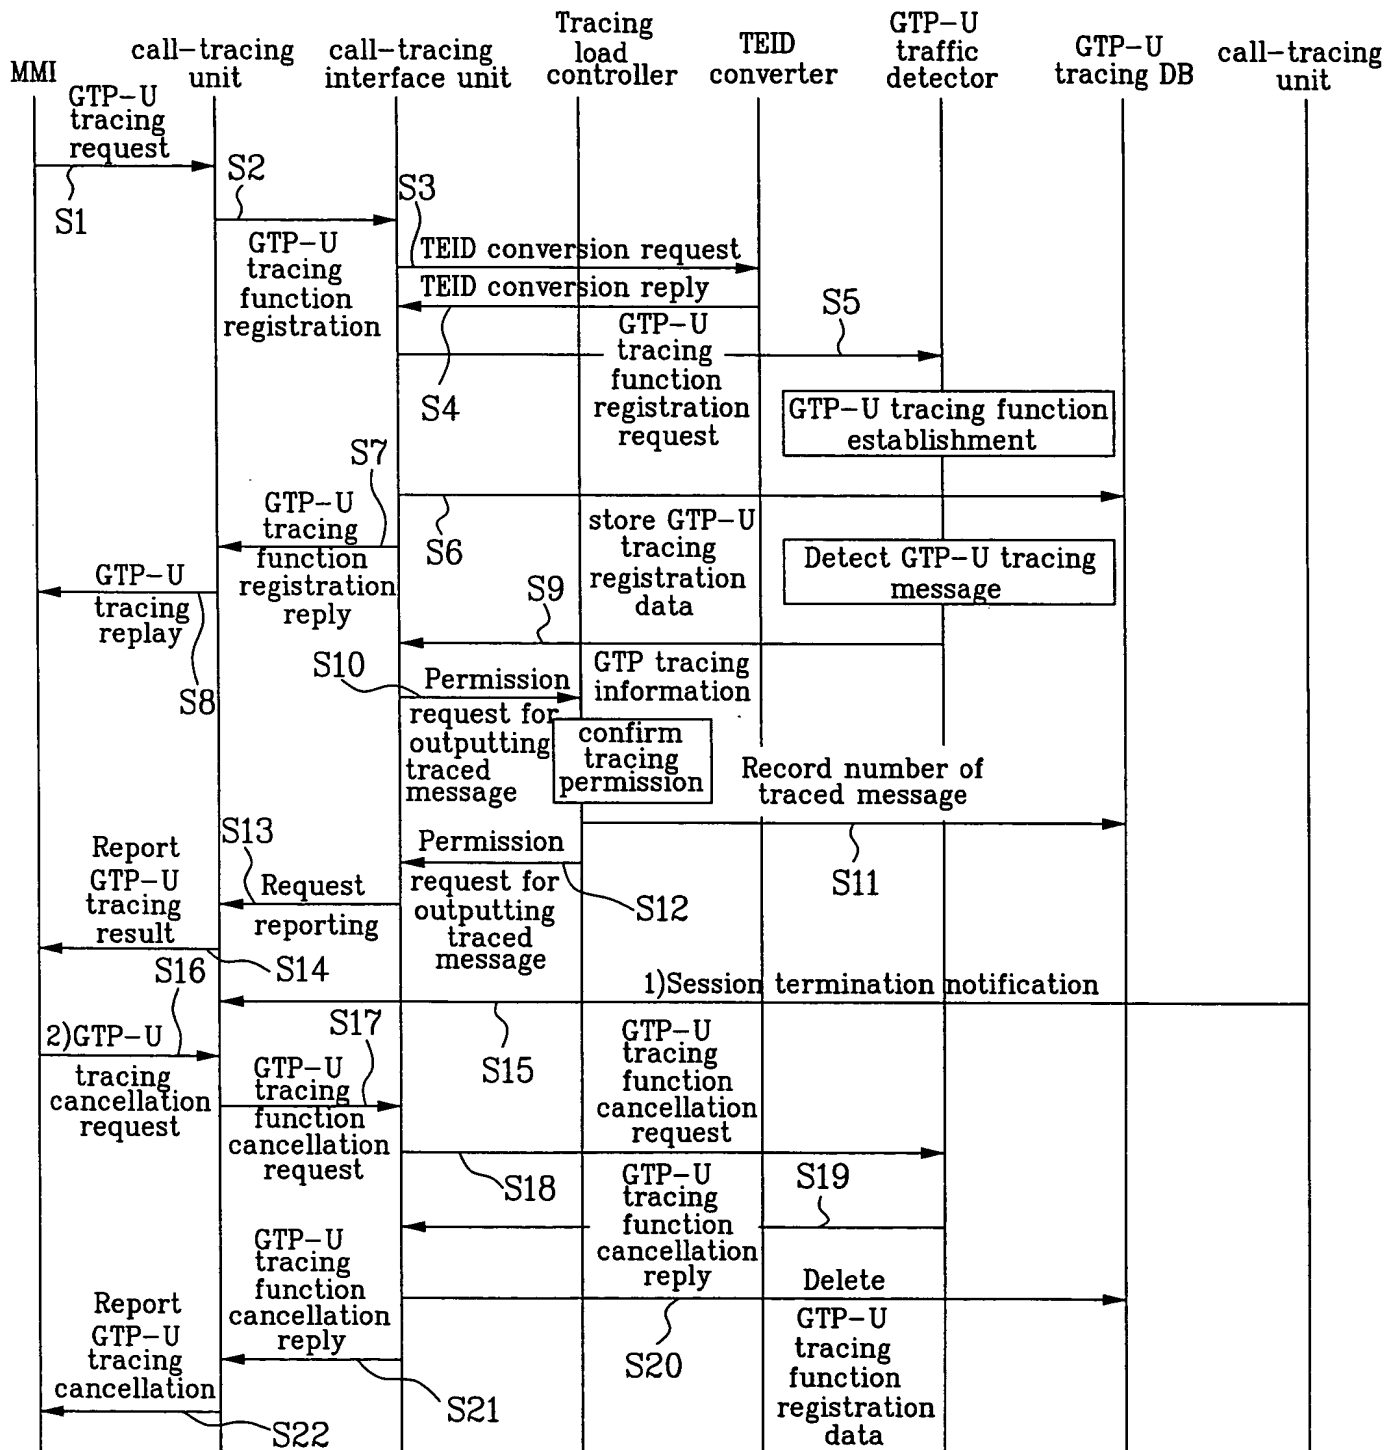 MMI
call-tracing
unit
call-tracing
interface unit
Tracing
load
controller
TEID
converter
GTP-U
traffic
detector
GTP-U
tracing DB
call-tracing
unit
GTP-U
tracing
request
S1
S2
GTP-U
tracing
function
registration
S3
TEID conversion request
TEID conversion reply
S4
S5
GTP-U
tracing
function
registration
request
GTP-U tracing function
establishment
S7
GTP-U
tracing
function
registration
reply
S6
store GTP-U
tracing
registration
data
Detect GTP-U tracing
message
GTP-U
tracing
replay
S8
S9
GTP tracing
information
S10
Permission
request for
outputting
traced
message
confirm
tracing
permission
Record number of
traced message
S11
Permission
request for
outputting
traced
message
S12
S13
Request
reporting
Report
GTP-U
tracing
result
S14
1)Session termination notification
S15
S16
2)GTP-U
tracing
cancellation
request
S17
GTP-U
tracing
function
cancellation
request
GTP-U
tracing
function
cancellation
request
S18
S19
GTP-U
tracing
function
cancellation
reply
Delete
GTP-U
tracing
function
registration
data
S20
GTP-U
tracing
function
cancellation
reply
S21
Report
GTP-U
tracing
cancellation
S22